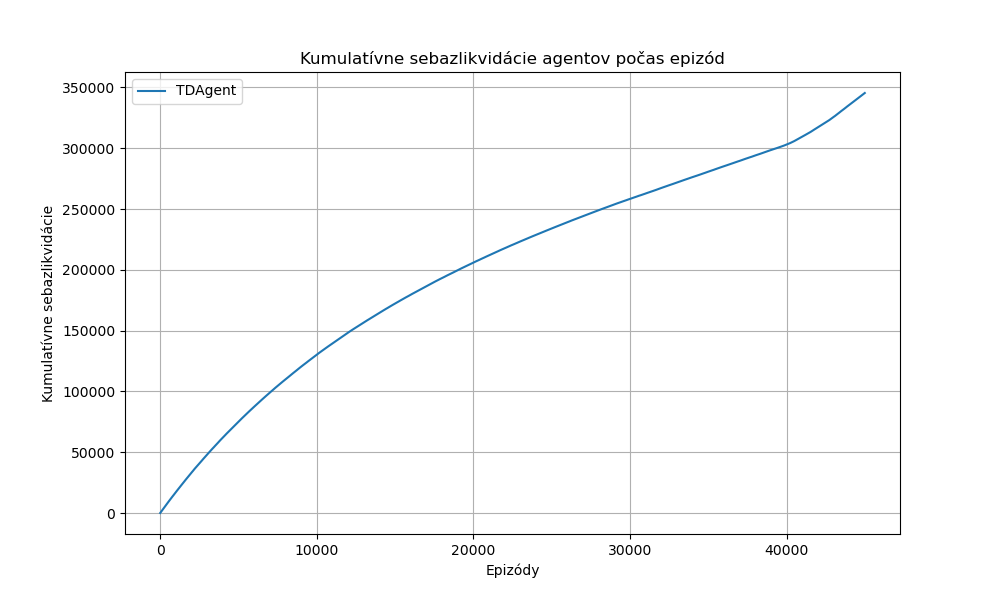 Kumulatívne sebazlikvidácie agentov počas epizód
TDAgent
Kumulatívne sebazlikvidácie
350000
300000
250000
200000
150000
100000
50000
0
0 10000 20000 30000 40000
Epizódy